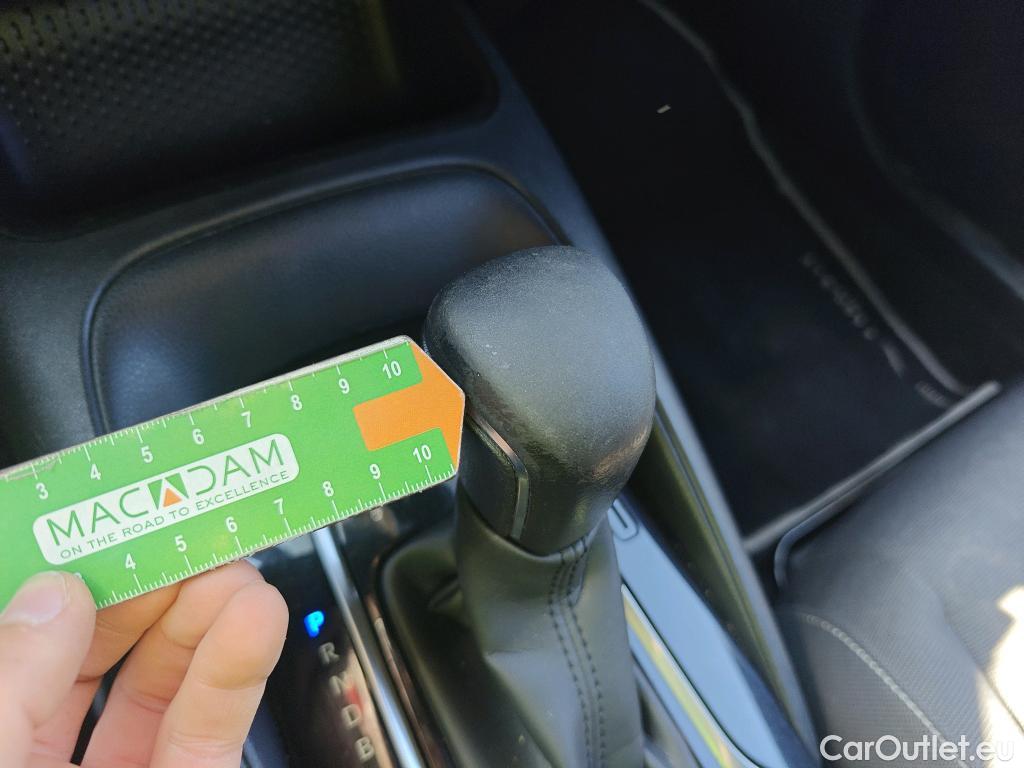 3 4 5 6 7 8 9 10
MACADAM
ON THE ROAD TO EXCELLENCE
4 5 6 7 8 9 10
P
R
N
D
B
CarOutlet.eu